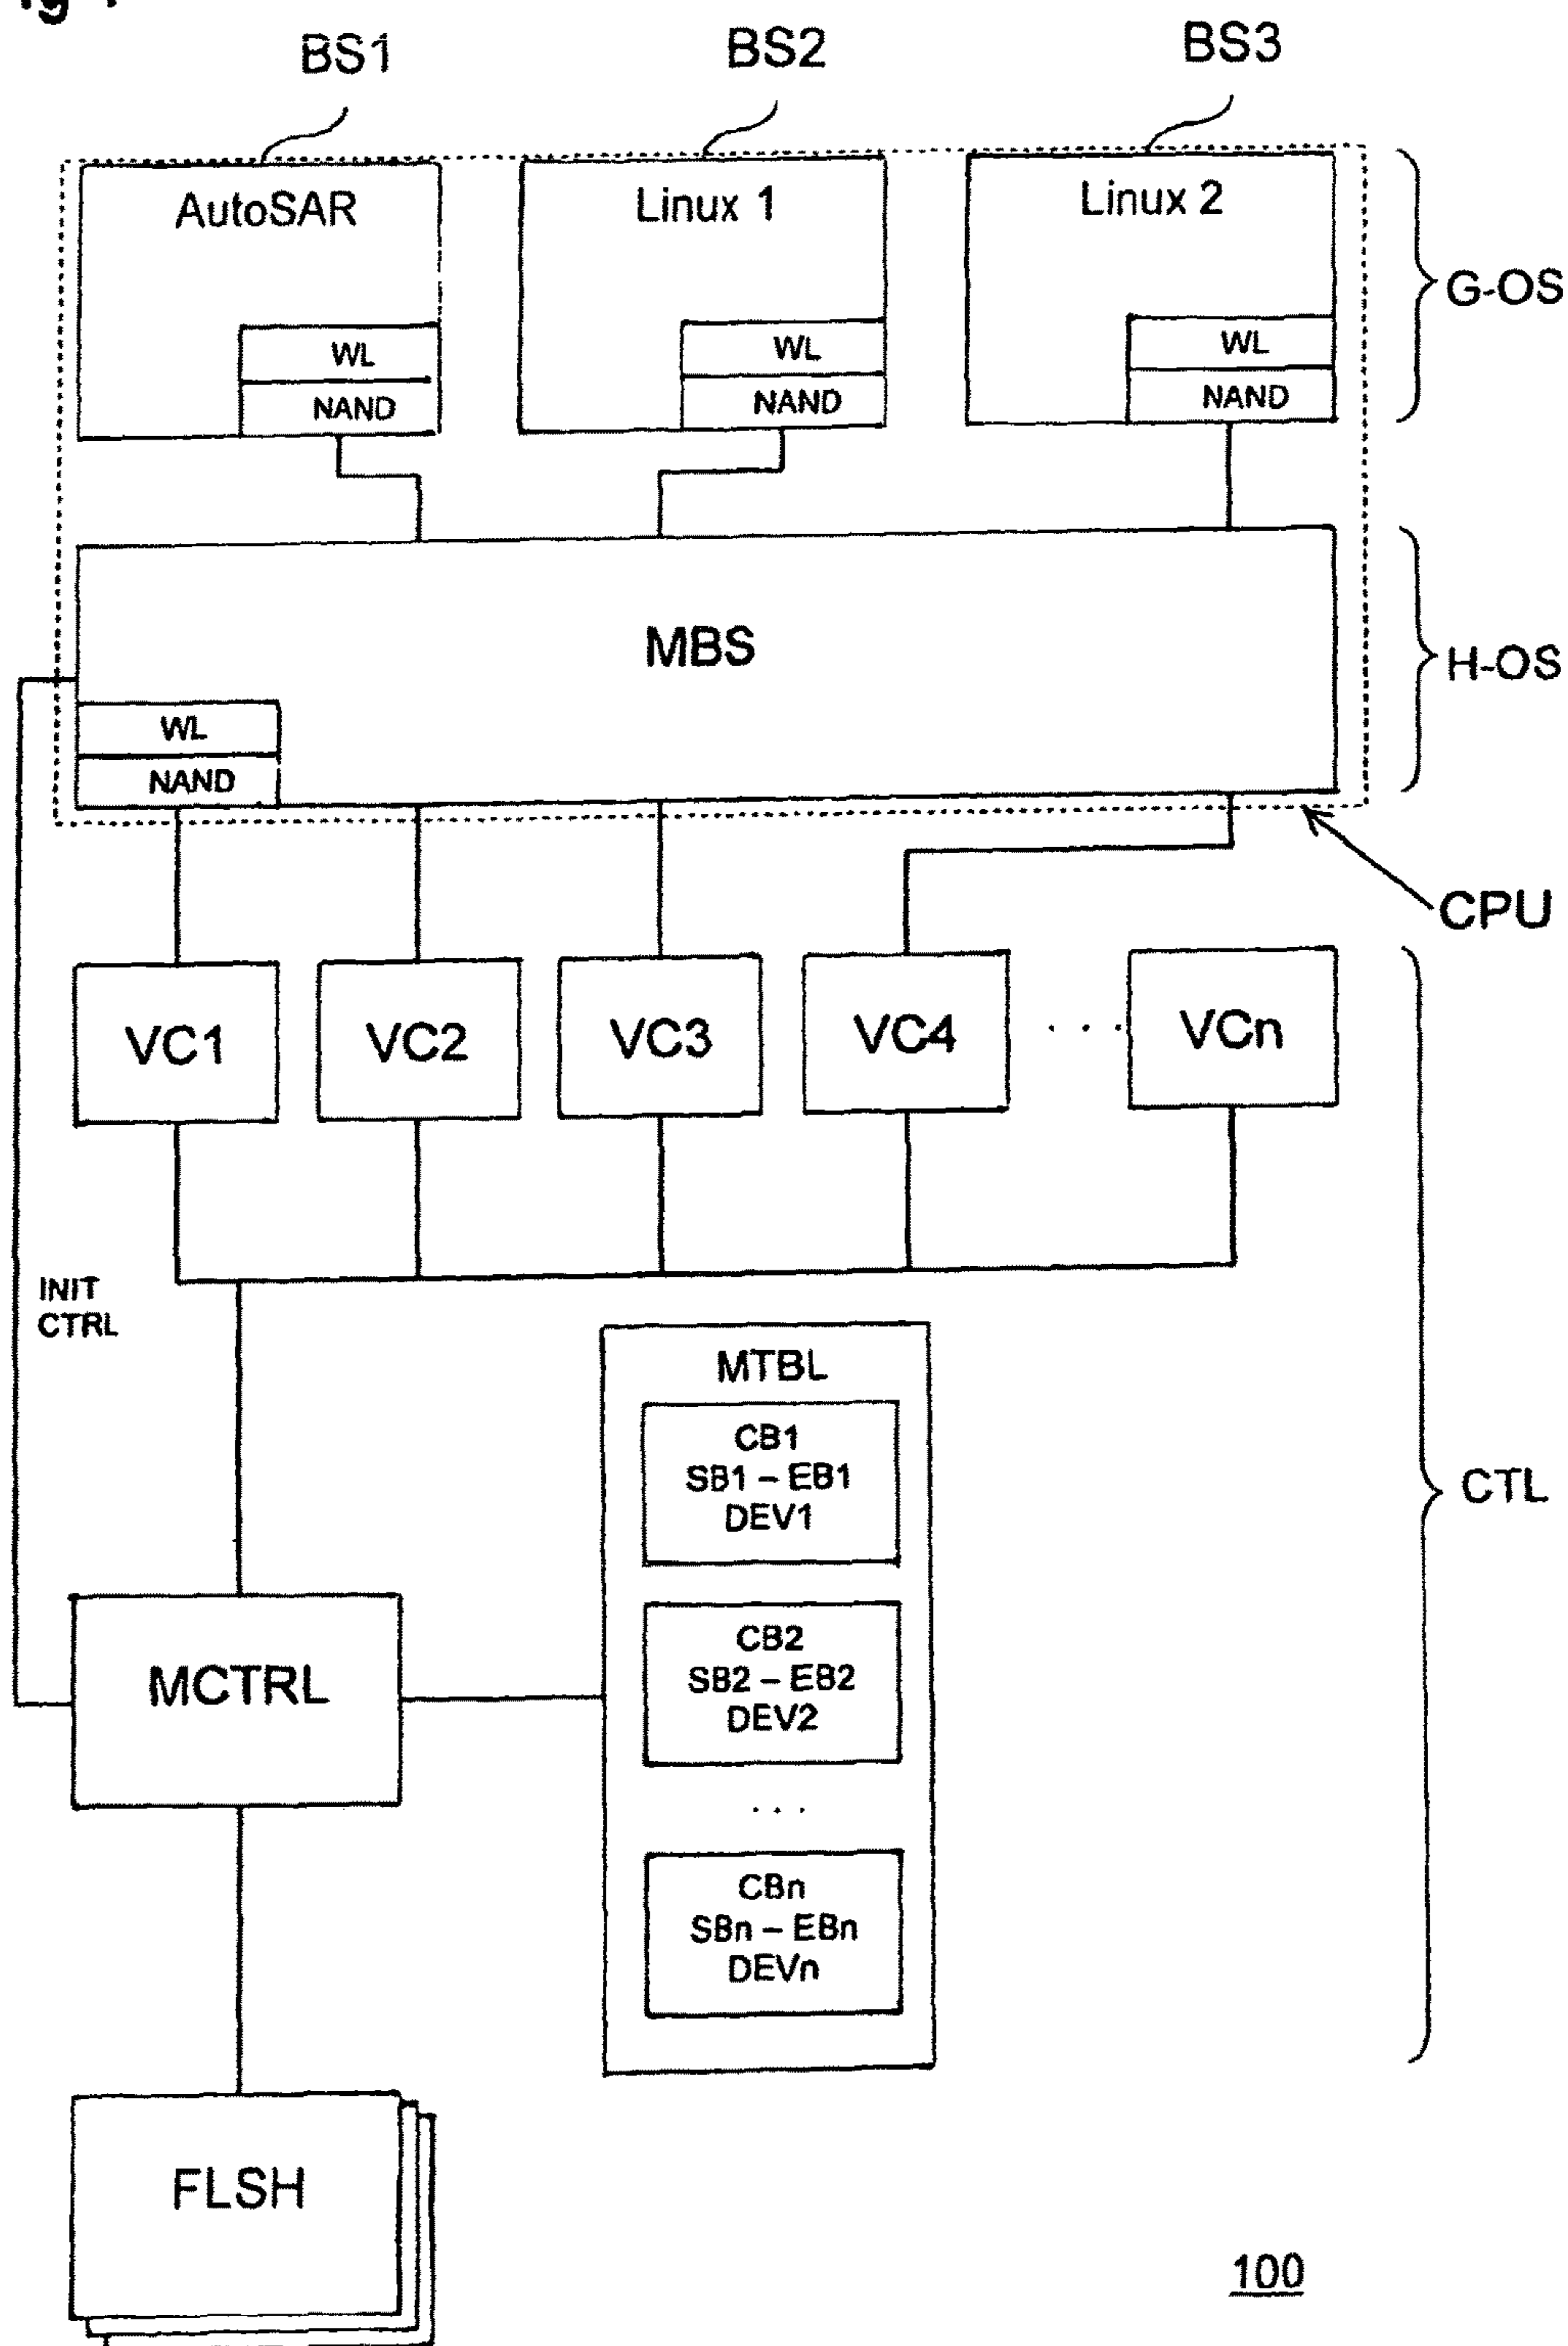 BS1 BS2 BS3
AutoSAR Linux 1 Linux 2
G-OS
WL WL WL
NAND NAND NAND
MBS
H-OS
WL
NAND
CPU
VC1 VC2 VC3 VC4 . . . VCn
INIT
CTRL
MTBL
CB1
SB1 – EB1
DEV1
CTL
CB2
SB2 – EB2
DEV2
MCTRL
. . .
CBn
SBn – EBn
DEVn
FLSH
100